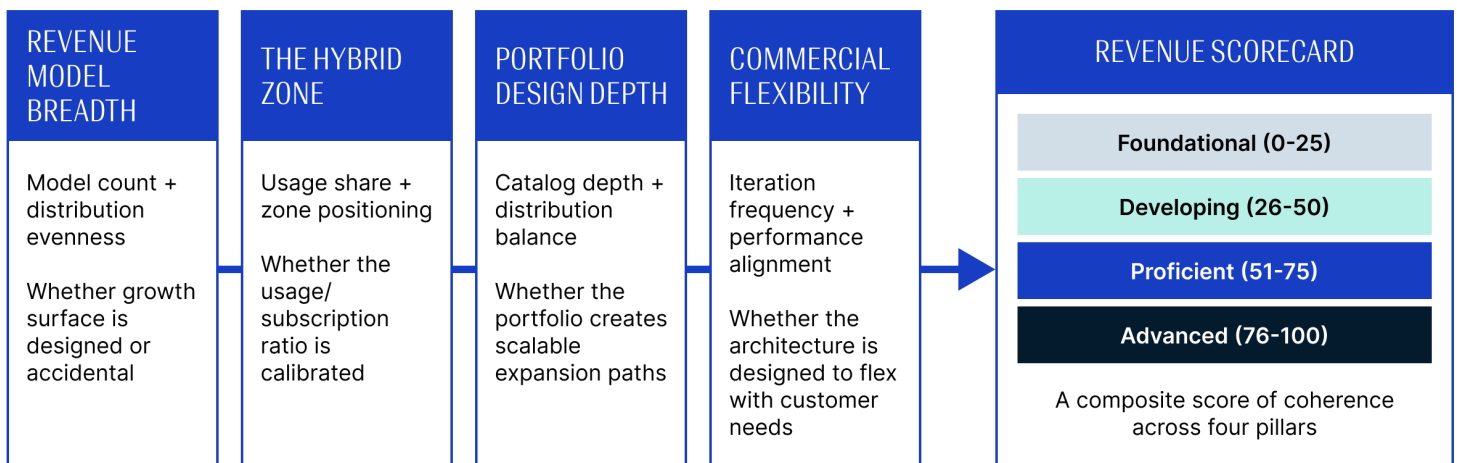 REVENUE
MODEL
BREADTH
Model count +
distribution
evenness
Whether growth
surface is
designed or
accidental
THE HYBRID
ZONE
Usage share +
zone positioning
Whether the
usage/
subscription
ratio is
calibrated
PORTFOLIO
DESIGN DEPTH
Catalog depth +
distribution
balance
Whether the
portfolio creates
scalable
expansion paths
COMMERCIAL
FLEXIBILITY
Iteration
frequency +
performance
alignment
Whether the
architecture is
designed to flex
with customer
needs
REVENUE SCORECARD
Foundational (0-25)
Developing (26-50)
Proficient (51-75)
Advanced (76-100)
A composite score of coherence
across four pillars